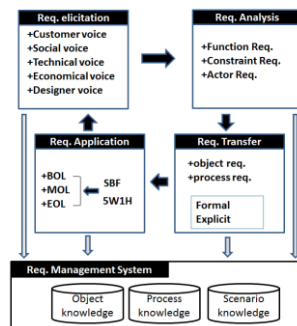 Req. elicitation
+Customer voice
+Social voice
+Technical voice
+Economical voice
+Designer voice
Req. Analysis
+Function Req.
+Constraint Req.
+Actor Req.
Req. Application
+BOL
+MOL
+EOL
SBF
5W1H
Req. Transfer
+object req.
+process req.
Formal
Explicit
Req. Management System
Object
knowledge
Process
knowledge
Scenario
knowledge